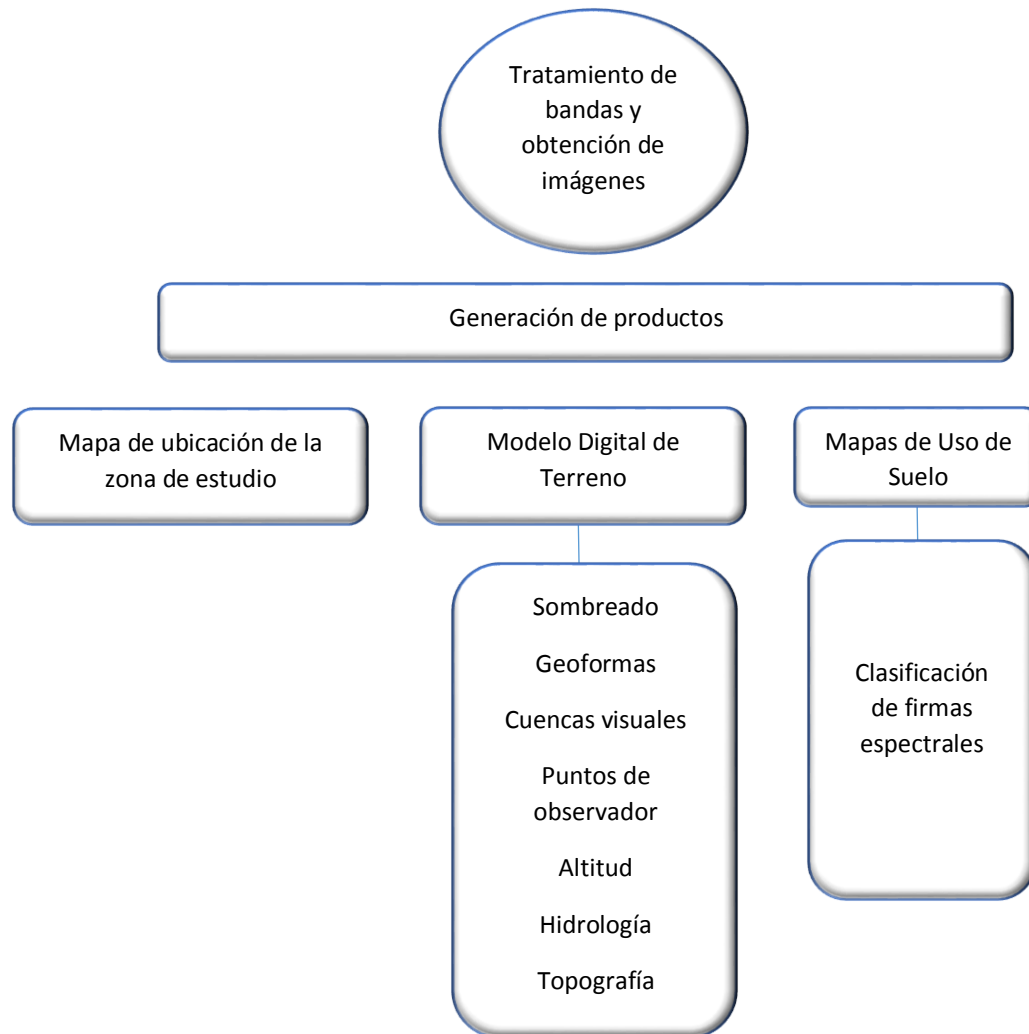 Tratamiento de
bandas y
obtención de
imágenes
Generación de productos
Mapa de ubicación de la
zona de estudio
Modelo Digital de
Terreno
Mapas de Uso de
Suelo
Sombreado
Geoformas
Cuencas visuales
Puntos de
observador
Altitud
Hidrología
Topografía
Clasificación
de firmas
espectrales